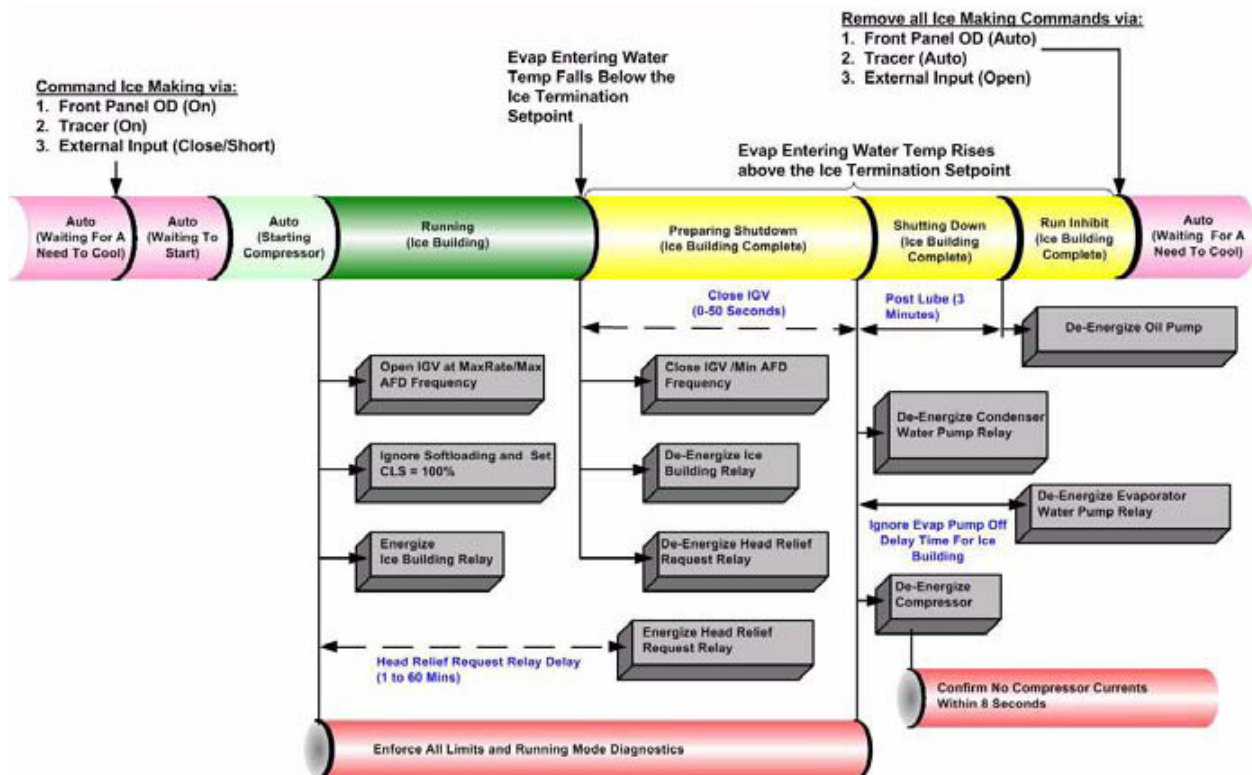 Remove all Ice Making Commands via:
1. Front Panel OD (Auto)
2. Tracer (Auto)
3. External Input (Open)
Evap Entering Water
Temp Falls Below the
Ice Termination
Setpoint
Command Ice Making via:
1. Front Panel OD (On)
2. Tracer (On)
3. External Input (Close/Short)
Evap Entering Water Temp Rises
above the Ice Termination Setpoint
Auto
(Waiting For A
Need To Cool)
Auto
(Waiting To
Start)
Auto
(Starting
Compressor)
Running
(Ice Building)
Preparing Shutdown
(Ice Building Complete)
Shutting Down
(Ice Building
Complete)
Run Inhibit
(Ice Building
Complete)
Auto
(Waiting For A
Need To Cool)
Close IGV
(0-50 Seconds)
Post Lube (3
Minutes)
De-Energize Oil Pump
Open IGV at MaxRate/Max
AFD Frequency
Close IGV /Min AFD
Frequency
De-Energize Condenser
Water Pump Relay
Ignore Softloading and Set
CLS = 100%
De-Energize Ice
Building Relay
De-Energize Evaporator
Water Pump Relay
Ignore Evap Pump Off
Delay Time For Ice
Building
Energize
Ice Building Relay
De-Energize Head Relief
Request Relay
De-Energize
Compressor
Energize Head Relief
Request Relay
Head Relief Request Relay Delay
(1 to 60 Mins)
Confirm No Compressor Currents
Within 8 Seconds
Enforce All Limits and Running Mode Diagnostics